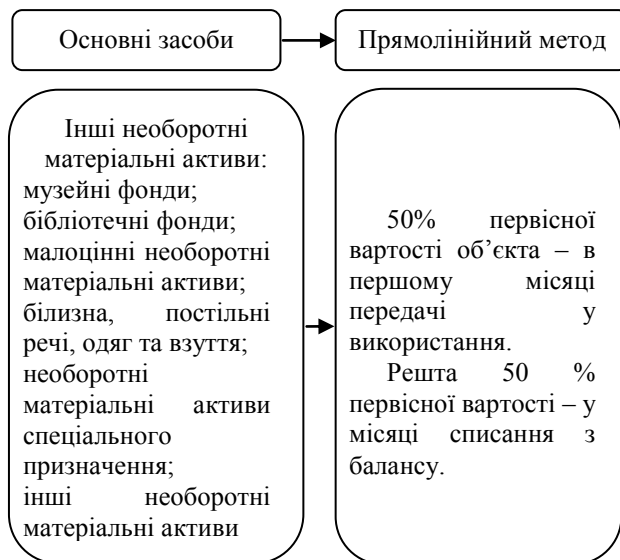 Основні засоби
Прямолінійний метод
Інші необоротні
матеріальні активи:
музейні фонди;
бібліотечні фонди;
малоцінні необоротні
матеріальні активи;
білизна, постільні
речі, одяг та взуття;
необоротні
матеріальні активи
спеціального
призначення;
інші необоротні
матеріальні активи
50% первісної
вартості об’єкта – в
першому місяці
передачі у
використання.
Решта 50 %
первісної вартості – у
місяці списання з
балансу.